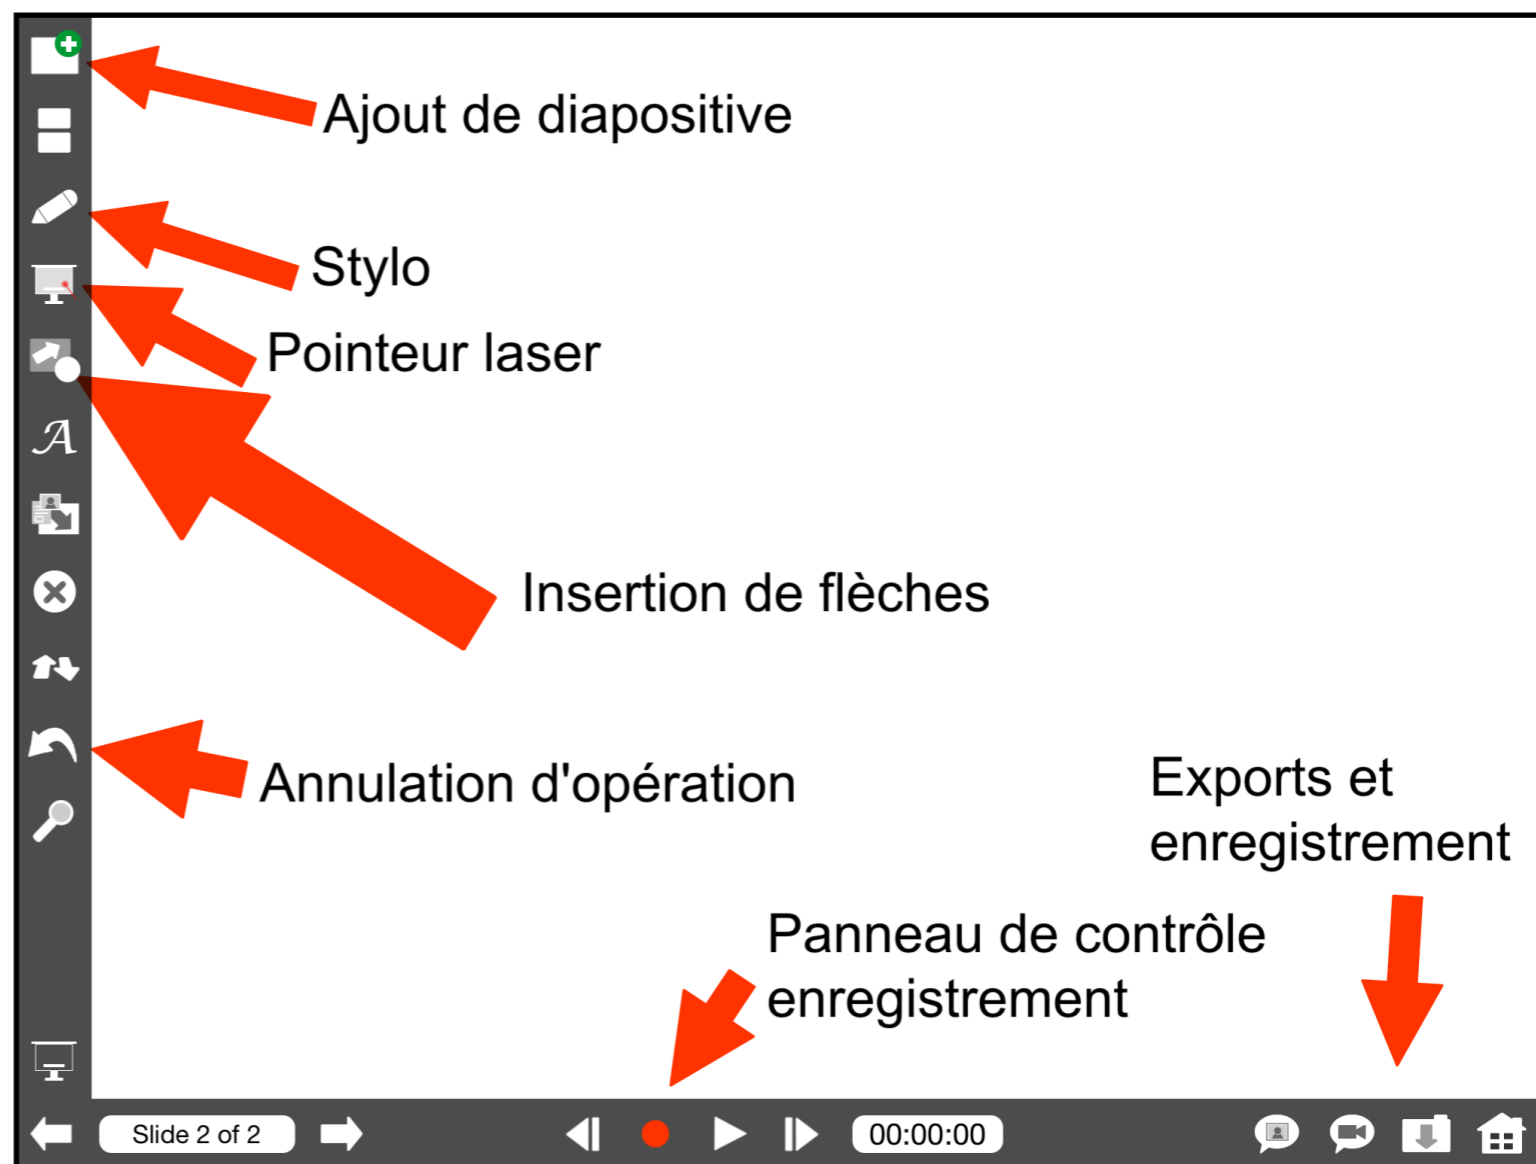 Ajout de diapositive
Stylo
Pointeur laser
A
Insertion de flèches
Annulation d'opération
Exports et
enregistrement
Panneau de contrôle
enregistrement
Slide 2 of 2
00:00:00